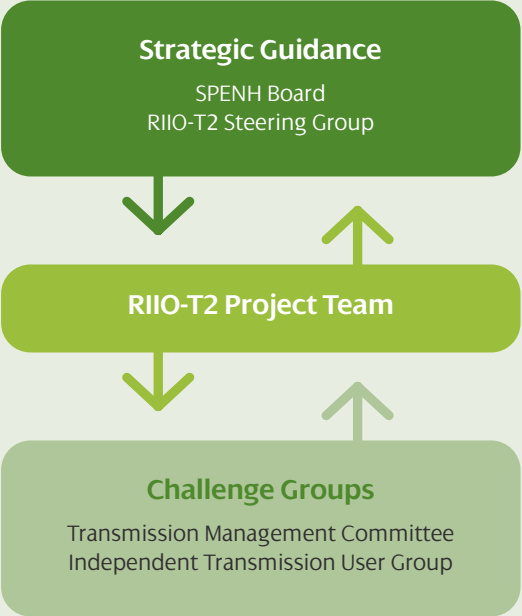 Strategic Guidance
SPENH Board
RIIO-T2 Steering Group
RIIO-T2 Project Team
Challenge Groups
Transmission Management Committee
Independent Transmission User Group